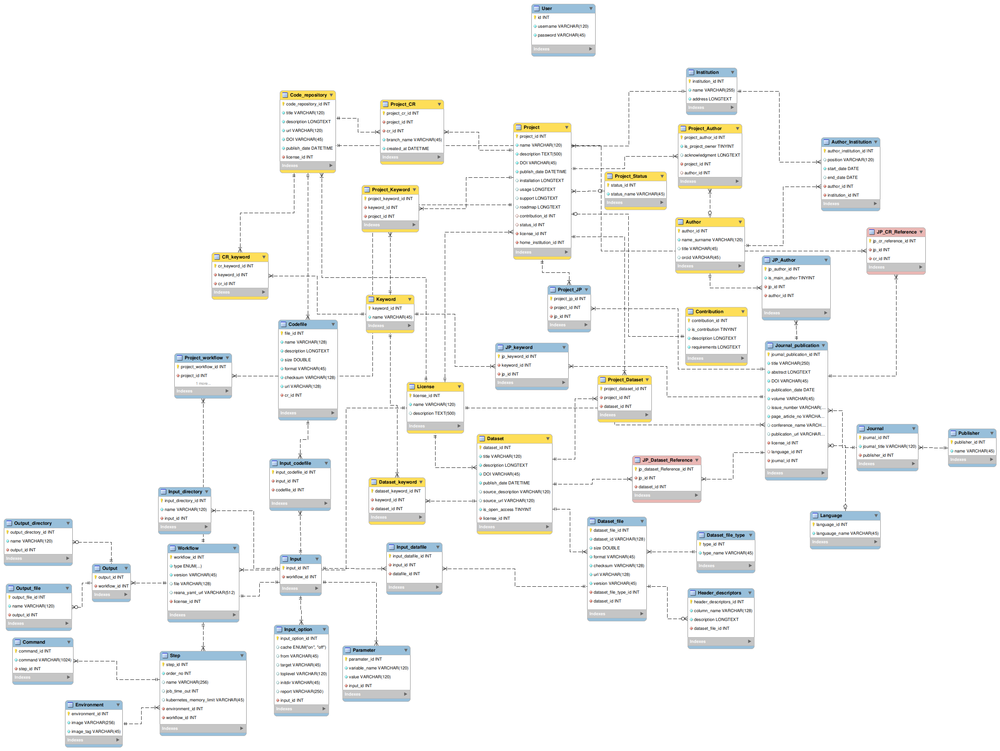 User
id INT
username VARCHAR(120)
password VARCHAR(45)
Indexes
Institution
institution_id INT
name VARCHAR(255)
address LONGTEXT
Indexes
Code_repository
code_repository_id INT
title VARCHAR(120)
description LONGTEXT
url VARCHAR(120)
DOI VARCHAR(45)
publish_date DATETIME
license_id INT
Indexes
Project_CR
project_cr_id INT
project_id INT
cr_id INT
branch_name VARCHAR(45)
created_at DATETIME
Indexes
Project
project_id INT
name VARCHAR(120)
description TEXT(500)
DOI VARCHAR(45)
publish_date DATETIME
installation LONGTEXT
usage LONGTEXT
support LONGTEXT
roadmap LONGTEXT
contribution_id INT
status_id INT
license_id INT
home_institution_id INT
Indexes
Project_Author
project_author_id INT
is_project_owner TINYINT
acknowledgment LONGTEXT
project_id INT
author_id INT
Indexes
Author_Institution
author_institution_id INT
position VARCHAR(120)
start_date DATE
end_date DATE
author_id INT
institution_id INT
Indexes
Project_Status
status_id INT
status_name VARCHAR(45)
Indexes
Project_Keyword
project_keyword_id INT
keyword_id INT
project_id INT
Indexes
Author
author_id INT
name_surname VARCHAR(120)
title VARCHAR(45)
orcid VARCHAR(45)
Indexes
JP_CR_Reference
jp_cr_reference_id INT
jp_id INT
cr_id INT
Indexes
CR_keyword
cr_keyword_id INT
keyword_id INT
cr_id INT
Indexes
JP_Author
jp_author_id INT
is_main_author TINYINT
jp_id INT
author_id INT
Indexes
Project_JP
project_jp_id INT
project_id INT
jp_id INT
Indexes
Keyword
keyword_id INT
name VARCHAR(45)
Indexes
Contribution
contribution_id INT
is_contribution TINYINT
description LONGTEXT
requirements LONGTEXT
Indexes
Codefile
file_id INT
name VARCHAR(128)
description LONGTEXT
size DOUBLE
format VARCHAR(45)
checksum VARCHAR(128)
url VARCHAR(128)
cr_id INT
Indexes
JP_keyword
jp_keyword_id INT
keyword_id INT
jp_id INT
Indexes
Journal_publication
journal_publication_id INT
title VARCHAR(250)
abstract LONGTEXT
DOI VARCHAR(45)
publication_date DATE
volume VARCHAR(45)
issue_number VARCHAR(...
page_article_no VARCHA...
conference_name VARCH...
publication_url VARCHAR...
license_id INT
language_id INT
journal_id INT
Indexes
Project_workflow
project_workflow_id INT
project_id INT
1 more...
Indexes
Project_Dataset
project_dataset_id INT
project_id INT
dataset_id INT
Indexes
License
license_id INT
name VARCHAR(120)
description TEXT(500)
Indexes
Journal
journal_id INT
journal_title VARCHAR(120)
publisher_id INT
Indexes
Publisher
publisher_id INT
name VARCHAR(45)
Indexes
Dataset
dataset_id INT
title VARCHAR(120)
description LONGTEXT
DOI VARCHAR(45)
publish_date DATETIME
source_description VARCHAR(120)
source_url VARCHAR(120)
is_open_access TINYINT
license_id INT
Indexes
JP_Dataset_Reference
jp_dataset_Reference_id INT
jp_id INT
dataset_id INT
Indexes
Input_codefile
input_codefile_id INT
input_id INT
codefile_id INT
Indexes
Dataset_keyword
dataset_keyword_id INT
keyword_id INT
dataset_id INT
Indexes
Input_directory
input_directory_id INT
name VARCHAR(120)
input_id INT
Indexes
Language
language_id INT
languauge_name VARCHAR(45)
Indexes
Dataset_file
dataset_file_id INT
dataset_id VARCHAR(128)
size DOUBLE
format VARCHAR(45)
checksum VARCHAR(128)
url VARCHAR(128)
version VARCHAR(45)
dataset_file_type_id INT
dataset_id INT
Indexes
Output_directory
output_directory_id INT
name VARCHAR(120)
output_id INT
Indexes
Dataset_file_type
type_id INT
type_name VARCHAR(45)
Indexes
Workflow
workflow_id INT
type ENUM(...)
version VARCHAR(45)
file VARCHAR(128)
reana_yaml_url VARCHAR(512)
license_id INT
Indexes
Input_datafile
input_datafile_id INT
input_id INT
datafile_id INT
Indexes
Input
input_id INT
workflow_id INT
Indexes
Output
output_id INT
workflow_id INT
Indexes
Output_file
output_file_id INT
name VARCHAR(120)
output_id INT
Indexes
Header_descriptors
header_descriptors_id INT
column_name VARCHAR(128)
description LONGTEXT
dataset_file_id INT
Indexes
Input_option
input_option_id INT
cache ENUM("on", "off")
from VARCHAR(45)
target VARCHAR(45)
toplevel VARCHAR(120)
initdir VARCHAR(45)
report VARCHAR(250)
input_id INT
Indexes
Command
command_id INT
command VARCHAR(1024)
step_id INT
Indexes
Parameter
paramater_id INT
variable_name VARCHAR(120)
value VARCHAR(120)
input_id INT
Indexes
Step
step_id INT
order_no INT
name VARCHAR(256)
job_time_out INT
kubernetes_memory_limit VARCHAR(45)
environment_id INT
workflow_id INT
Indexes
Environment
environment_id INT
image VARCHAR(256)
image_tag VARCHAR(45)
Indexes